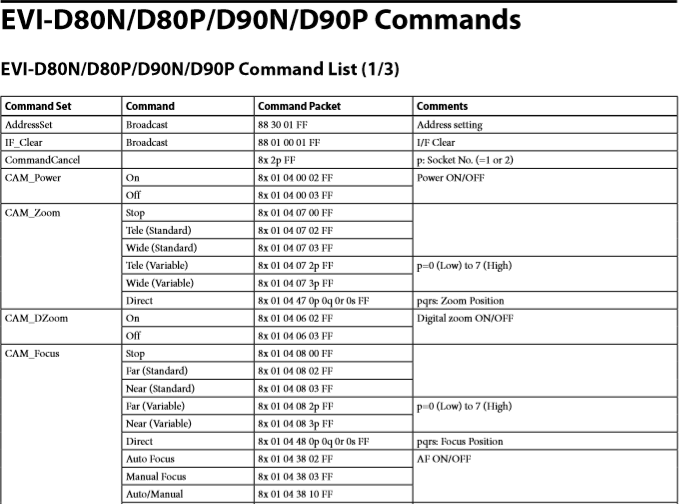 EVI-D80N/D80P/D90N/D90P Commands
EVI-D80N/D80P/D90N/D90P Command List (1/3)
Command Set Command Command Packet Comments
AddressSet Broadcast 88 30 01 FF Address setting
IF_Clear Broadcast 88 01 00 01 FF I/F Clear
CommandCancel 8x 2p FF p: Socket No. (=1 or 2)
CAM_Power On 8x 01 04 00 02 FF Power ON/OFF
Off 8x 01 04 00 03 FF
CAM_Zoom Stop 8x 01 04 07 00 FF
Tele (Standard) 8x 01 04 07 02 FF
Wide (Standard) 8x 01 04 07 03 FF
Tele (Variable) 8x 01 04 07 2p FF p=0 (Low) to 7 (High)
Wide (Variable) 8x 01 04 07 3p FF
Direct 8x 01 04 47 0p 0q 0r 0s FF pqrs: Zoom Position
CAM_DZoom On 8x 01 04 06 02 FF Digital zoom ON/OFF
Off 8x 01 04 06 03 FF
CAM_Focus Stop 8x 01 04 08 00 FF
Far (Standard) 8x 01 04 08 02 FF
Near (Standard) 8x 01 04 08 03 FF
Far (Variable) 8x 01 04 08 2p FF p=0 (Low) to 7 (High)
Near (Variable) 8x 01 04 08 3p FF
Direct 8x 01 04 48 0p 0q 0r 0s FF pqrs: Focus Position
Auto Focus 8x 01 04 38 02 FF AF ON/OFF
Manual Focus 8x 01 04 38 03 FF
Auto/Manual 8x 01 04 38 10 FF